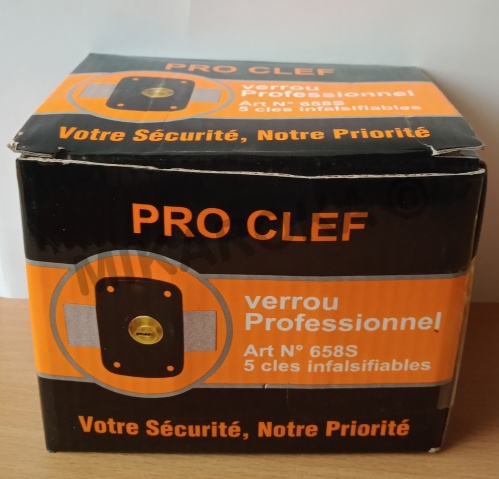 PRO CLEF
verrou
Professionnel
Art N° 658S
5 cles infalsifiables
Votre Sécurité, Notre Priorité
PRO CLEF
verrou
Professionnel
Art N° 658S
5 cles infalsifiables
Votre Sécurité, Notre Priorité